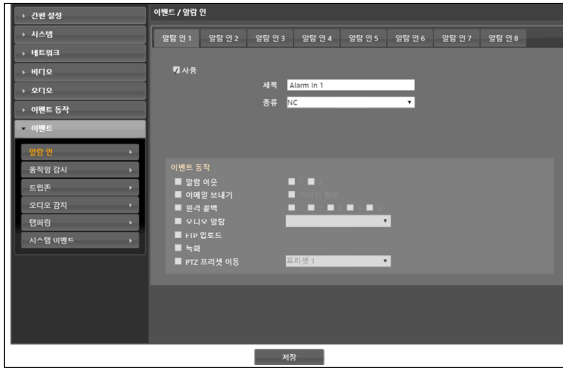 간편 설정
시스템
네트워크
비디오
오디오
이벤트 동작
이벤트
알람 인
움직임 감지
트립존
오디오 감지
탬퍼링
시스템 이벤트
이벤트 / 알람 인
알람 인 1 알람 인 2 알람 인 3 알람 인 4 알람 인 5 알람 인 6 알람 인 7 알람 인 8
사용
제목 Alarm In 1
종류 NC
이벤트 동작
알람 아웃
이메일 보내기
원격 콜백
오디오 알람
FTP 업로드
녹화
PTZ 프리셋 이동 프리셋 1
저장